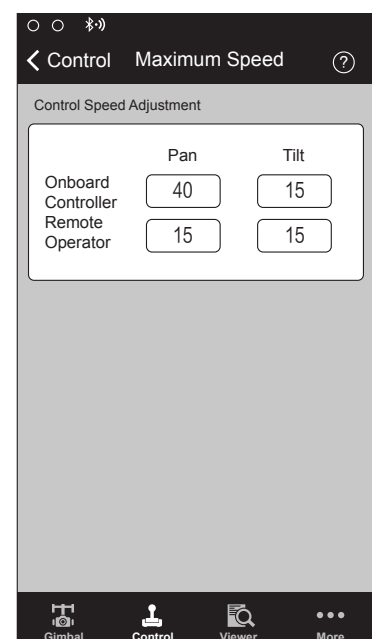 Control Maximum Speed ?
Control Speed Adjustment
Pan Tilt
Onboard
Controller 40 15
Remote
Operator 15 15
Gimbal Control Viewer More